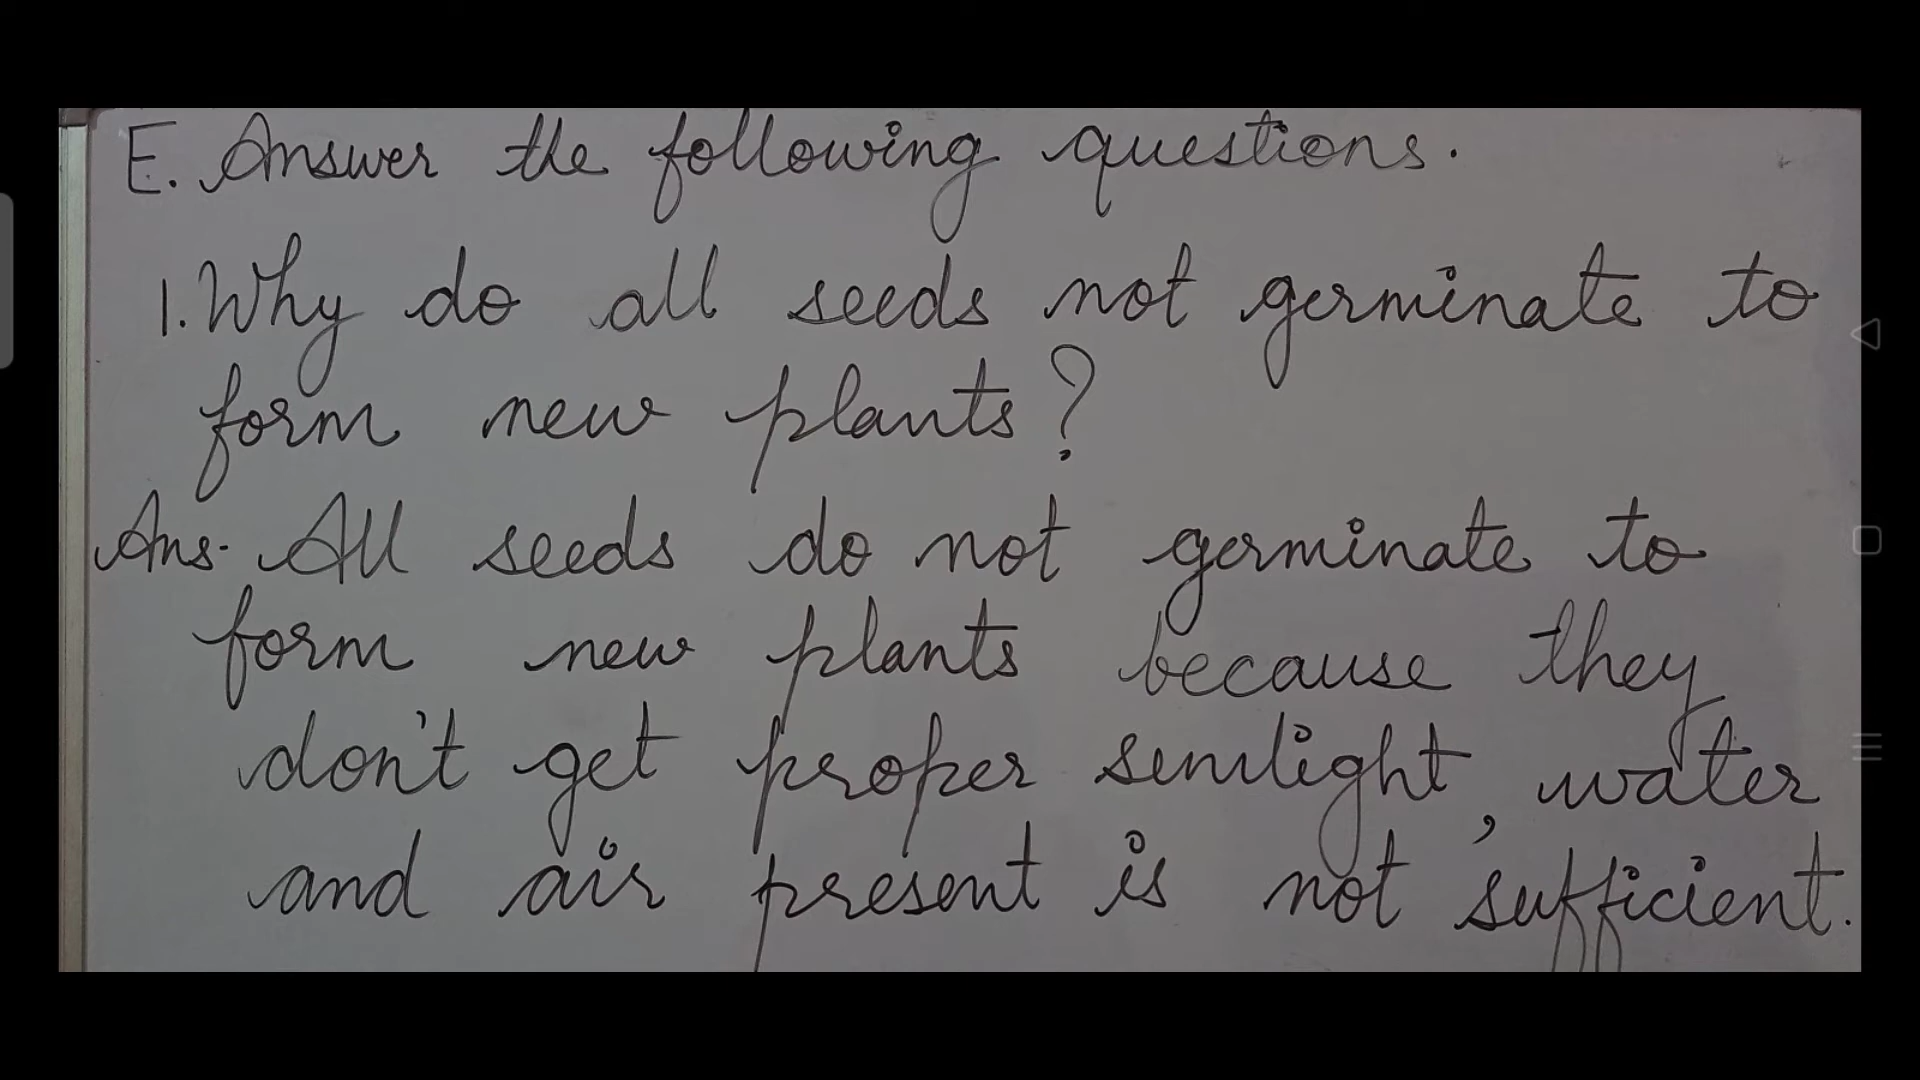 E. Answer the following questions.
1. Why do all seeds not germinate to
form new plants?
Ans. All seeds do not germinate to
form new plants because they
don't get proper sunlight, water
and air present is not sufficient.